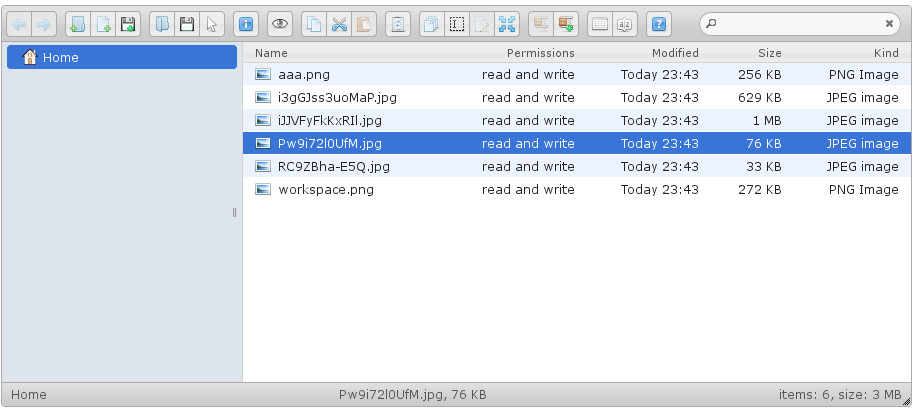 Name Permissions Modified Size Kind
Home
aaa.png read and write Today 23:43 256 KB PNG Image
i3gGJss3uoMaP.jpg read and write Today 23:43 629 KB JPEG Image
iJJVFyFkKxRIl.jpg read and write Today 23:43 1 MB JPEG Image
Pw9i72l0UfM.jpg read and write Today 23:43 76 KB JPEG Image
RC9ZBha-E5Q.jpg read and write Today 23:43 33 KB JPEG Image
workspace.png read and write Today 23:43 272 KB PNG Image
Home Pw9i72l0UfM.jpg, 76 KB items: 6, size: 3 MB